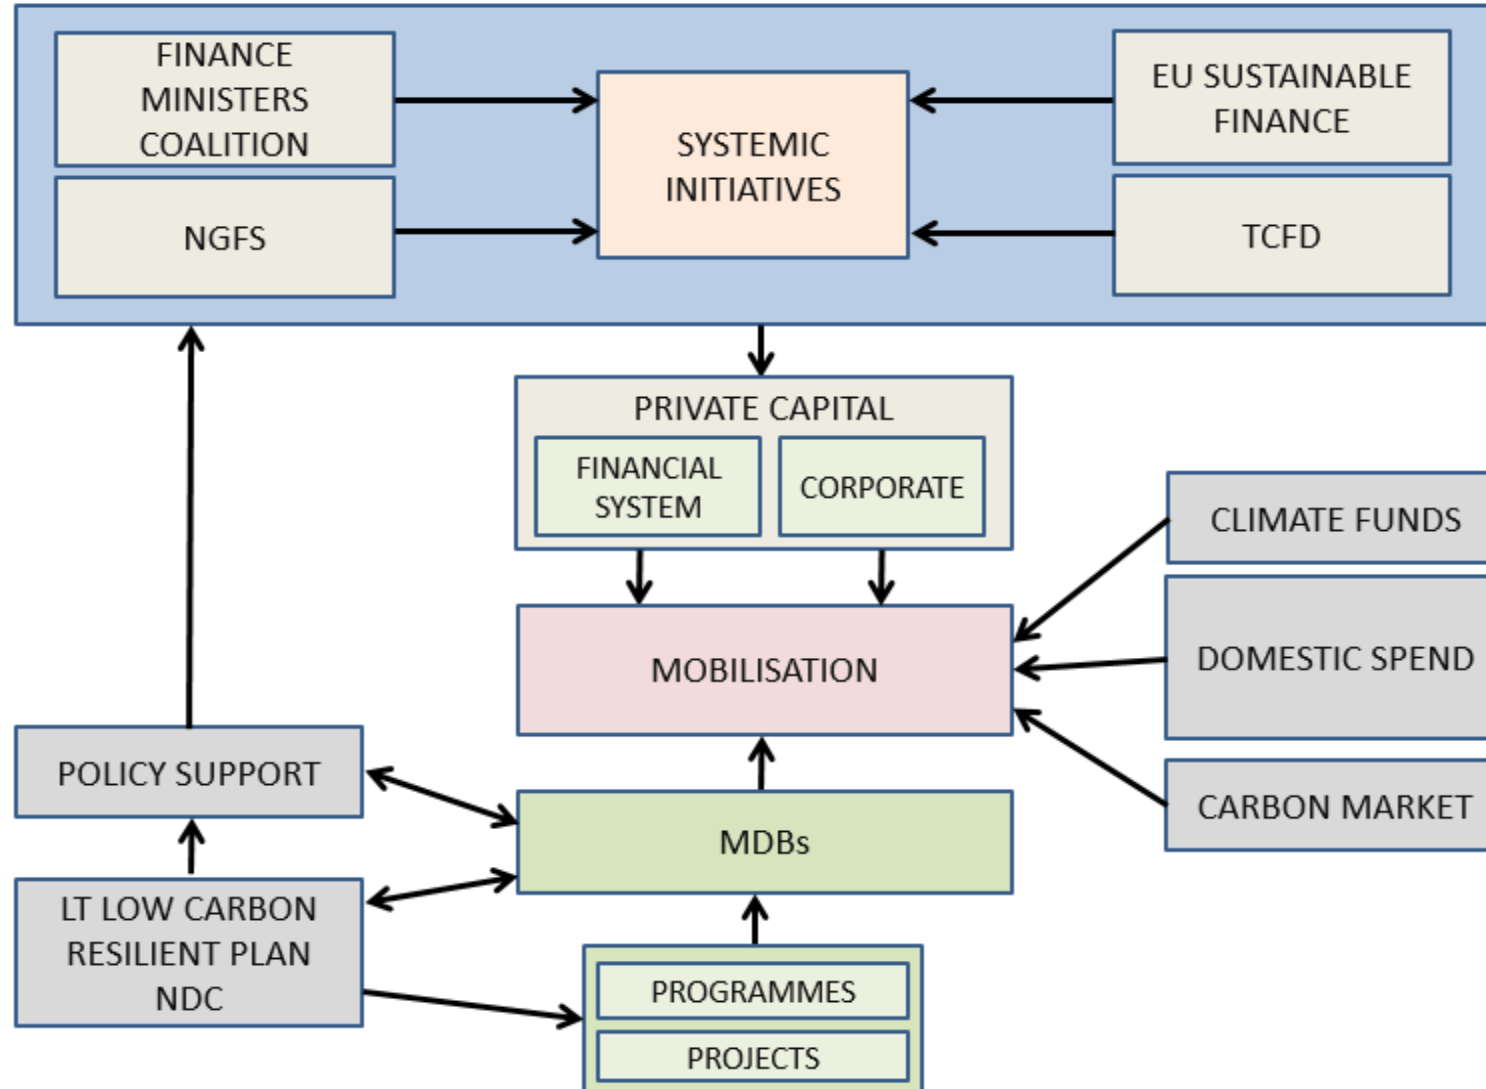 FINANCE
MINISTERS
COALITION
NGFS
SYSTEMIC
INITIATIVES
EU SUSTAINABLE
FINANCE
TCFD
PRIVATE CAPITAL
FINANCIAL
SYSTEM
CORPORATE
MOBILISATION
CLIMATE FUNDS
DOMESTIC SPEND
CARBON MARKET
POLICY SUPPORT
MDBs
LT LOW CARBON
RESILIENT PLAN
NDC
PROGRAMMES
PROJECTS